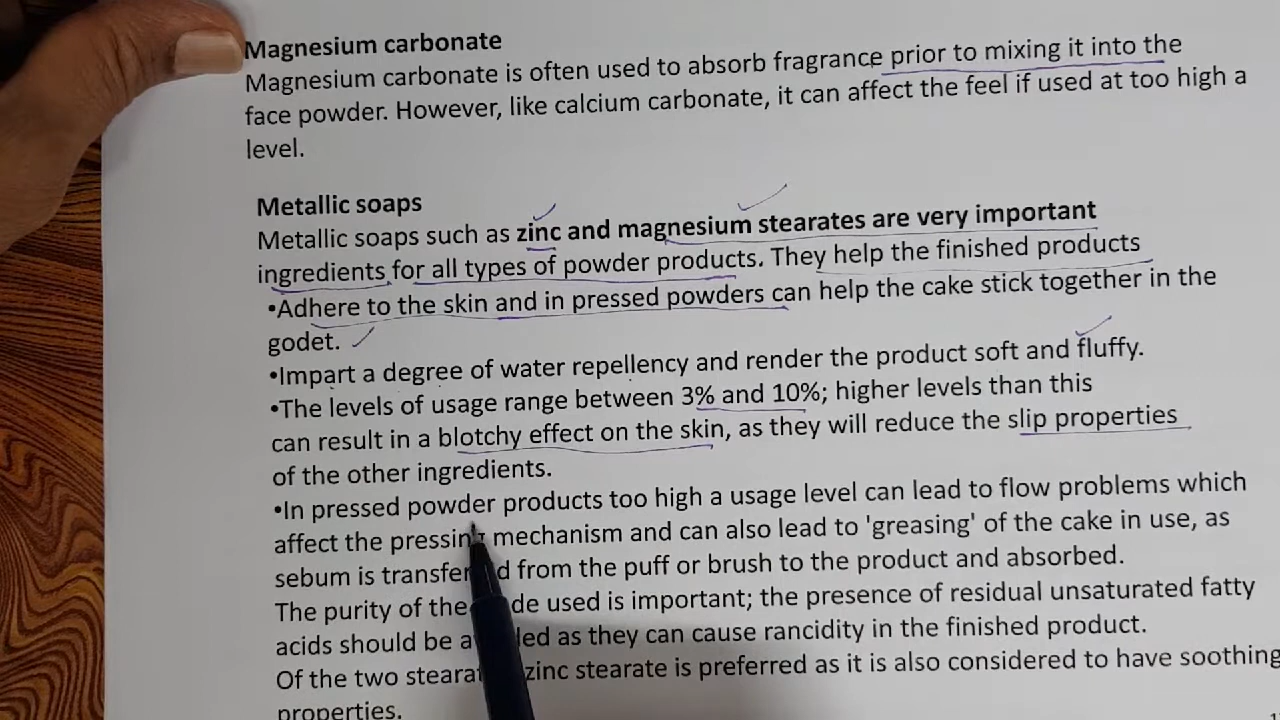 Magnesium carbonate
Magnesium carbonate is often used to absorb fragrance prior to mixing it into the
face powder. However, like calcium carbonate, it can affect the feel if used at too high a
level.
Metallic soaps
Metallic soaps such as zinc and magnesium stearates are very important
ingredients for all types of powder products. They help the finished products
•Adhere to the skin and in pressed powders can help the cake stick together in the
godet.
•Impart a degree of water repellency and render the product soft and fluffy.
•The levels of usage range between 3% and 10%; higher levels than this
can result in a blotchy effect on the skin, as they will reduce the slip properties
of the other ingredients.
•In pressed powder products too high a usage level can lead to flow problems which
affect the pressing mechanism and can also lead to 'greasing' of the cake in use, as
sebum is transferred from the puff or brush to the product and absorbed.
The purity of the used is important; the presence of residual unsaturated fatty
acids should be as they can cause rancidity in the finished product.
Of the two zinc stearate is preferred as it is also considered to have soothing
properties.